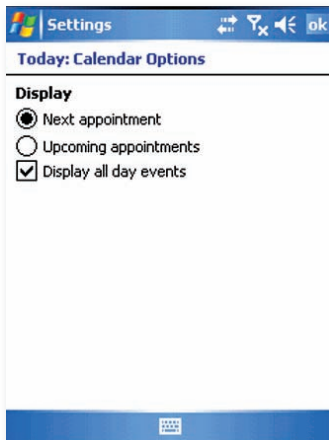 Settings
ok
Today: Calendar Options
Display
Next appointment
Upcoming appointments
Display all day events